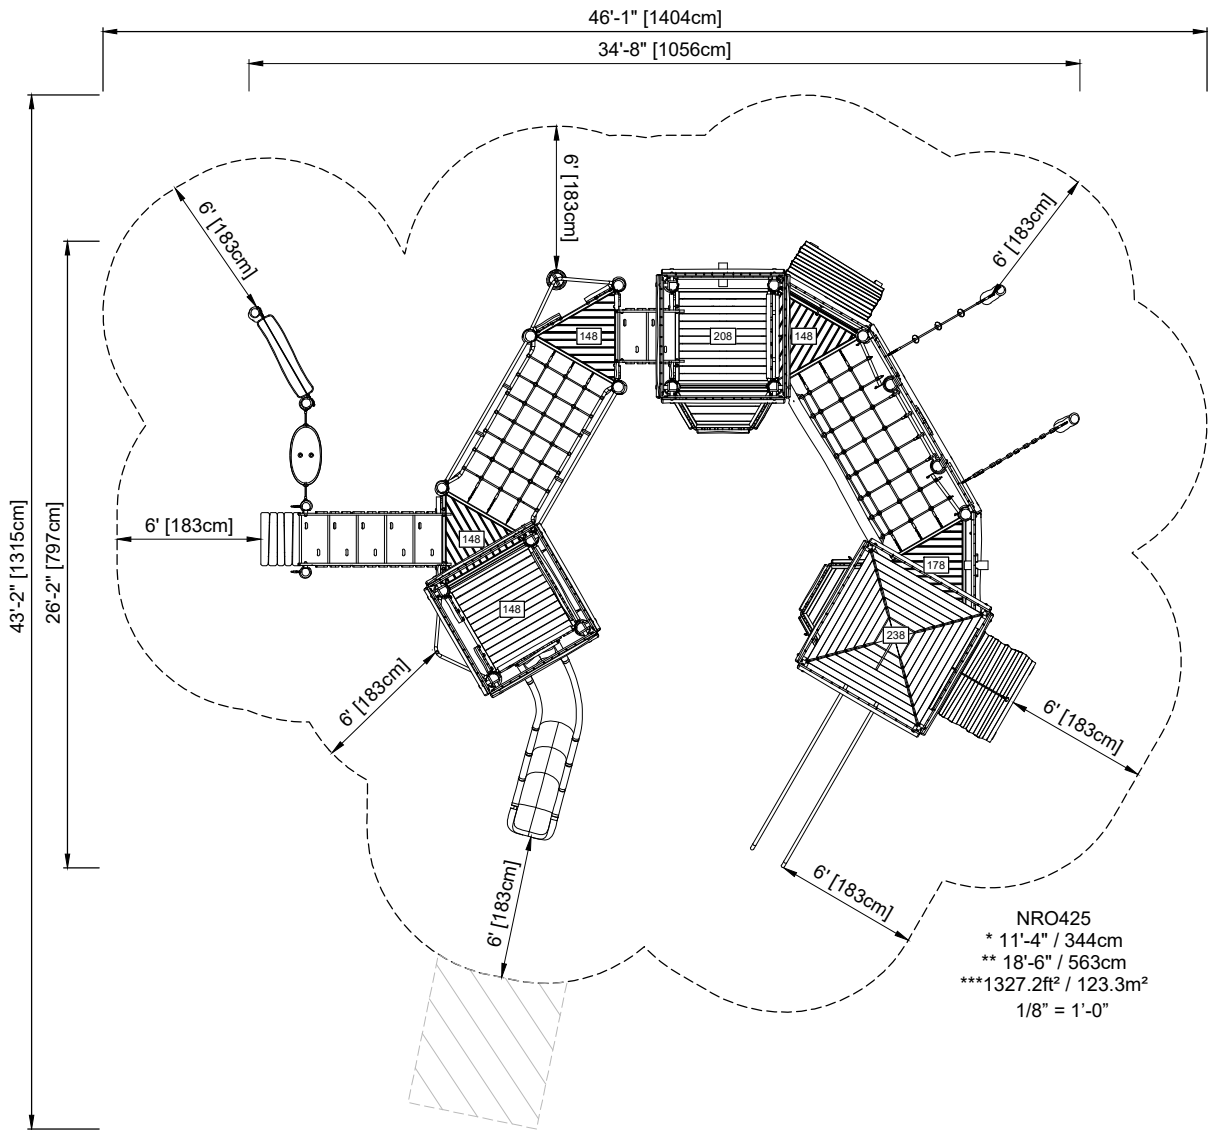 46'-1" [1404cm]
34'-8" [1056cm]
6' [183cm]
6' [183cm]
6' [183cm]
148
208
148
43'-2" [1315cm]
26'-2" [797cm]
6' [183cm]
148
178
148
238
6' [183cm]
6' [183cm]
6' [183cm]
6' [183cm]
NRO425
* 11'-4" / 344cm
** 18'-6" / 563cm
***1327.2ft² / 123.3m²
1/8” = 1’-0”